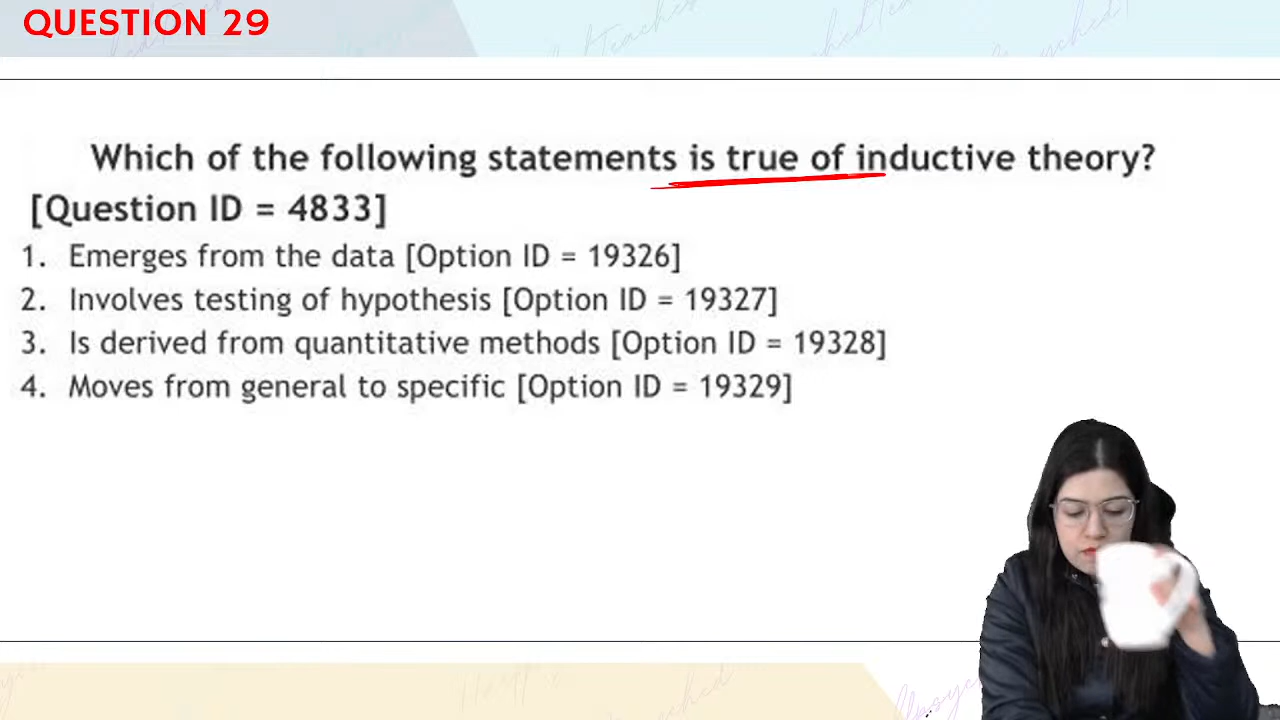 QUESTION 29
Which of the following statements is true of inductive theory?
[Question ID = 4833]
1. Emerges from the data [Option ID = 19326]
2. Involves testing of hypothesis [Option ID = 19327]
3. Is derived from quantitative methods [Option ID = 19328]
4. Moves from general to specific [Option ID = 19329]